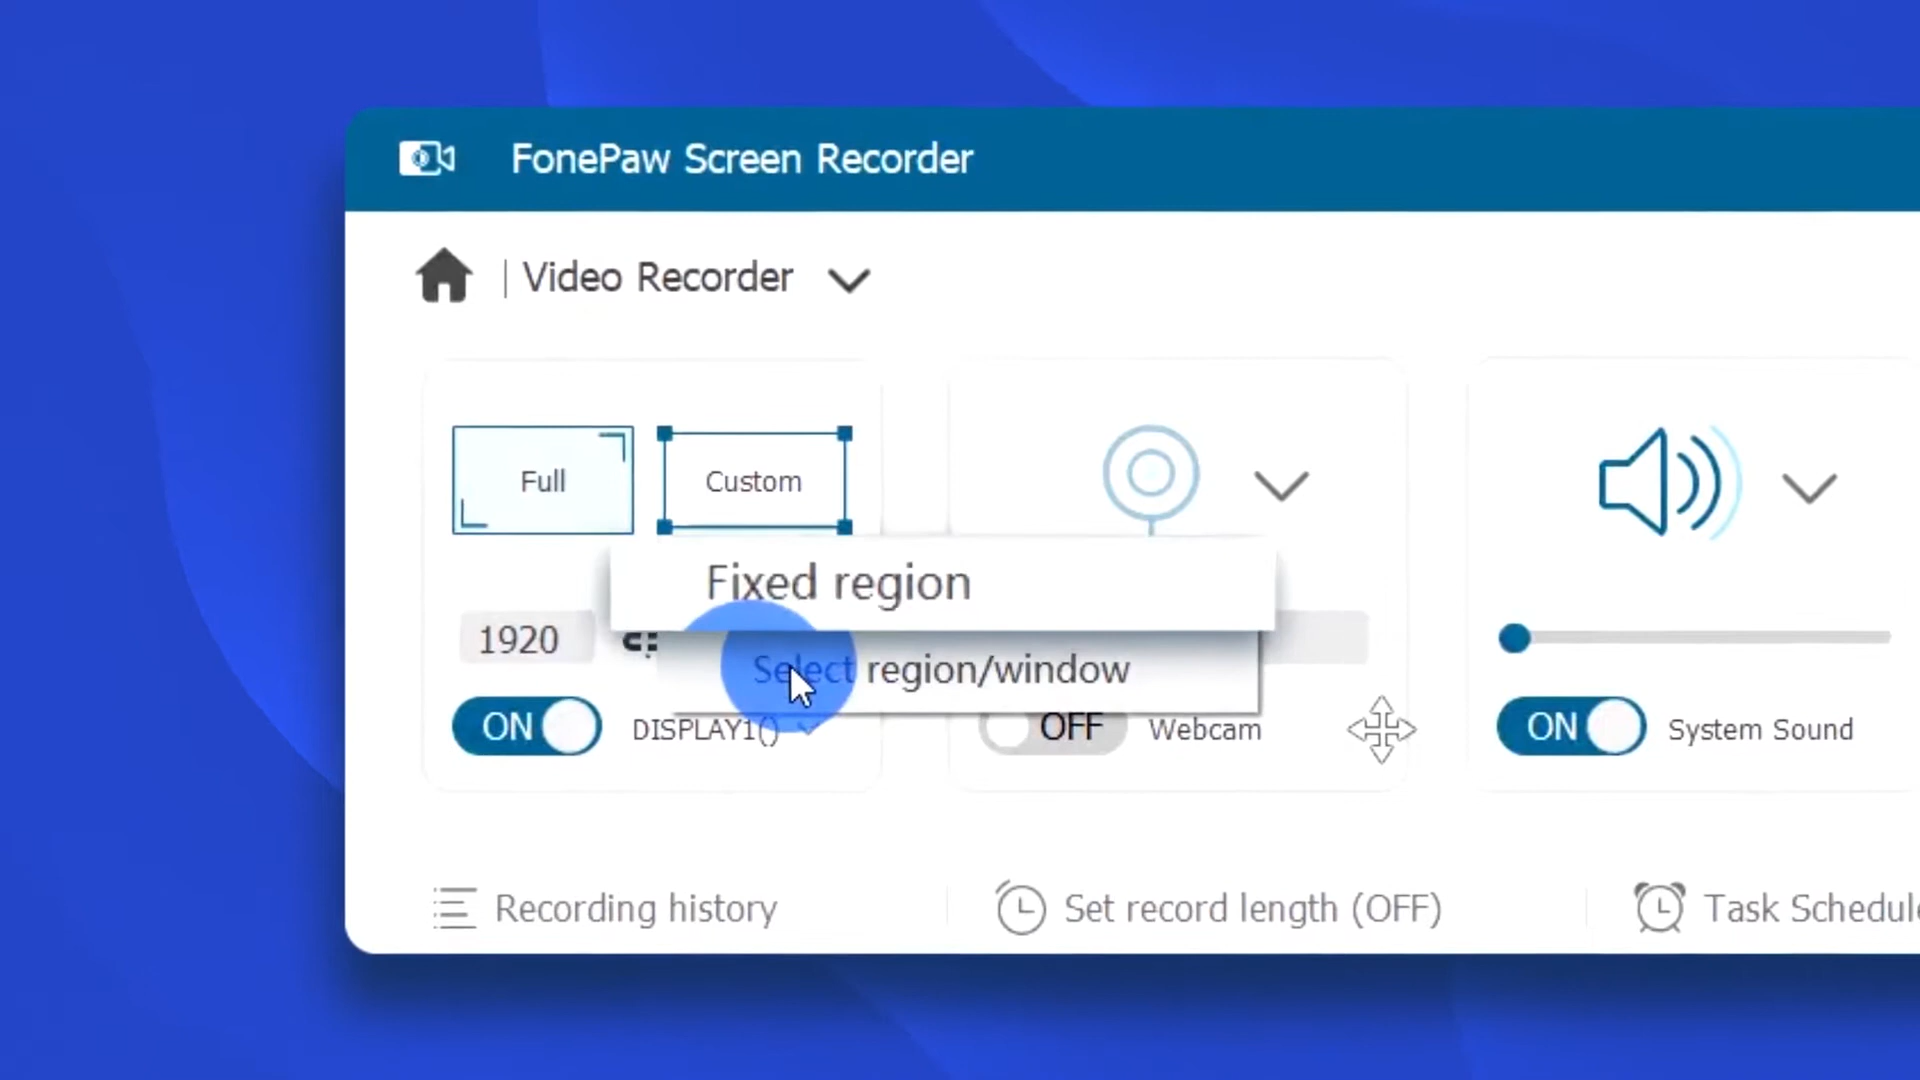 FonePaw Screen Recorder
Video Recorder
Full
Custom
Fixed region
1920
Select region/window
ON
DISPLAY1()
OFF
Webcam
ON
System Sound
Recording history
Set record length (OFF)
Task Schedule